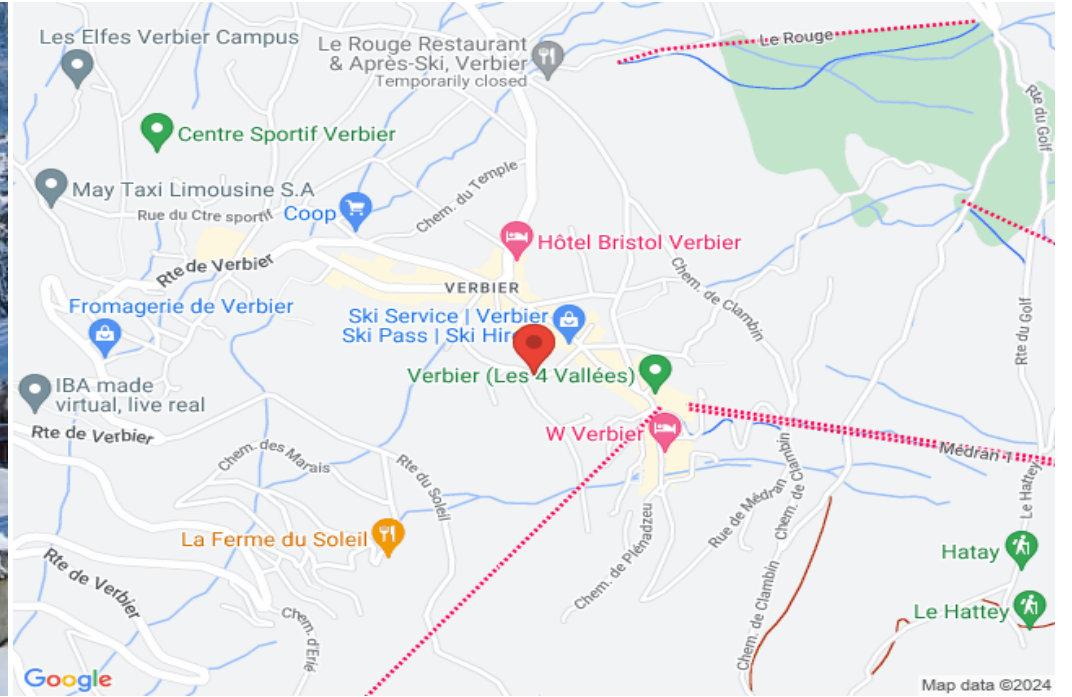 Les Elfes Verbier Campus
Le Rouge Restaurant
& Après-Ski, Verbier
Temporarily closed
Le Rouge
Rte du Golf
Centre Sportif Verbier
May Taxi Limousine S.A
Rue du Ctre sportif
Coop
Chem. du Temple
Hôtel Bristol Verbier
Rte de Verbier
VERBIER
Chem. de Clambin
Fromagerie de Verbier
Ski Service | Verbier
Ski Pass | Ski Hir
Rte du Golf
Verbier (Les 4 Vallées)
IBA made
virtual, live real
Rte de Verbier
W Verbier
Médran 1
Chem. des Marais
Rte du Soleil
Chem. de Clambin
Rue de Médran
Le Hattey
La Ferme du Soleil
Chem. de Plénadzeu
Hatay
Rte de Verbier
Chem. d'Erié
Chem. de Clambin
Le Hattey
Google
Map data ©2024